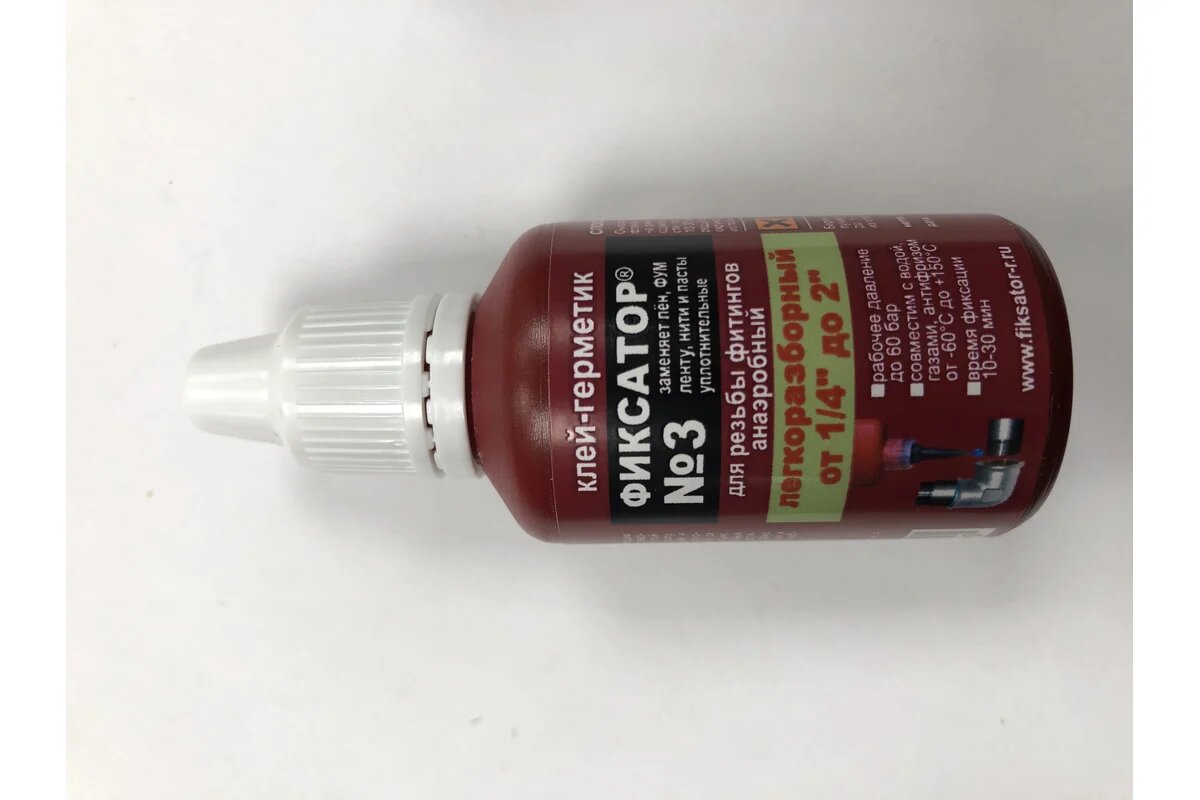 клей-герметик
ФИКСАТОР®
№3
заменяет лён, ФУМ
ленту, нити и пасты
уплотнительные
для резьбы фитингов
анаэробный
легкоразборный
от 1/4" до 2"
рабочее давление
до 60 бар
совместим с водой,
газами, антифризом
от -60°С до +150°С
время фиксации
10-30 мин
www.fiksator-r.ru